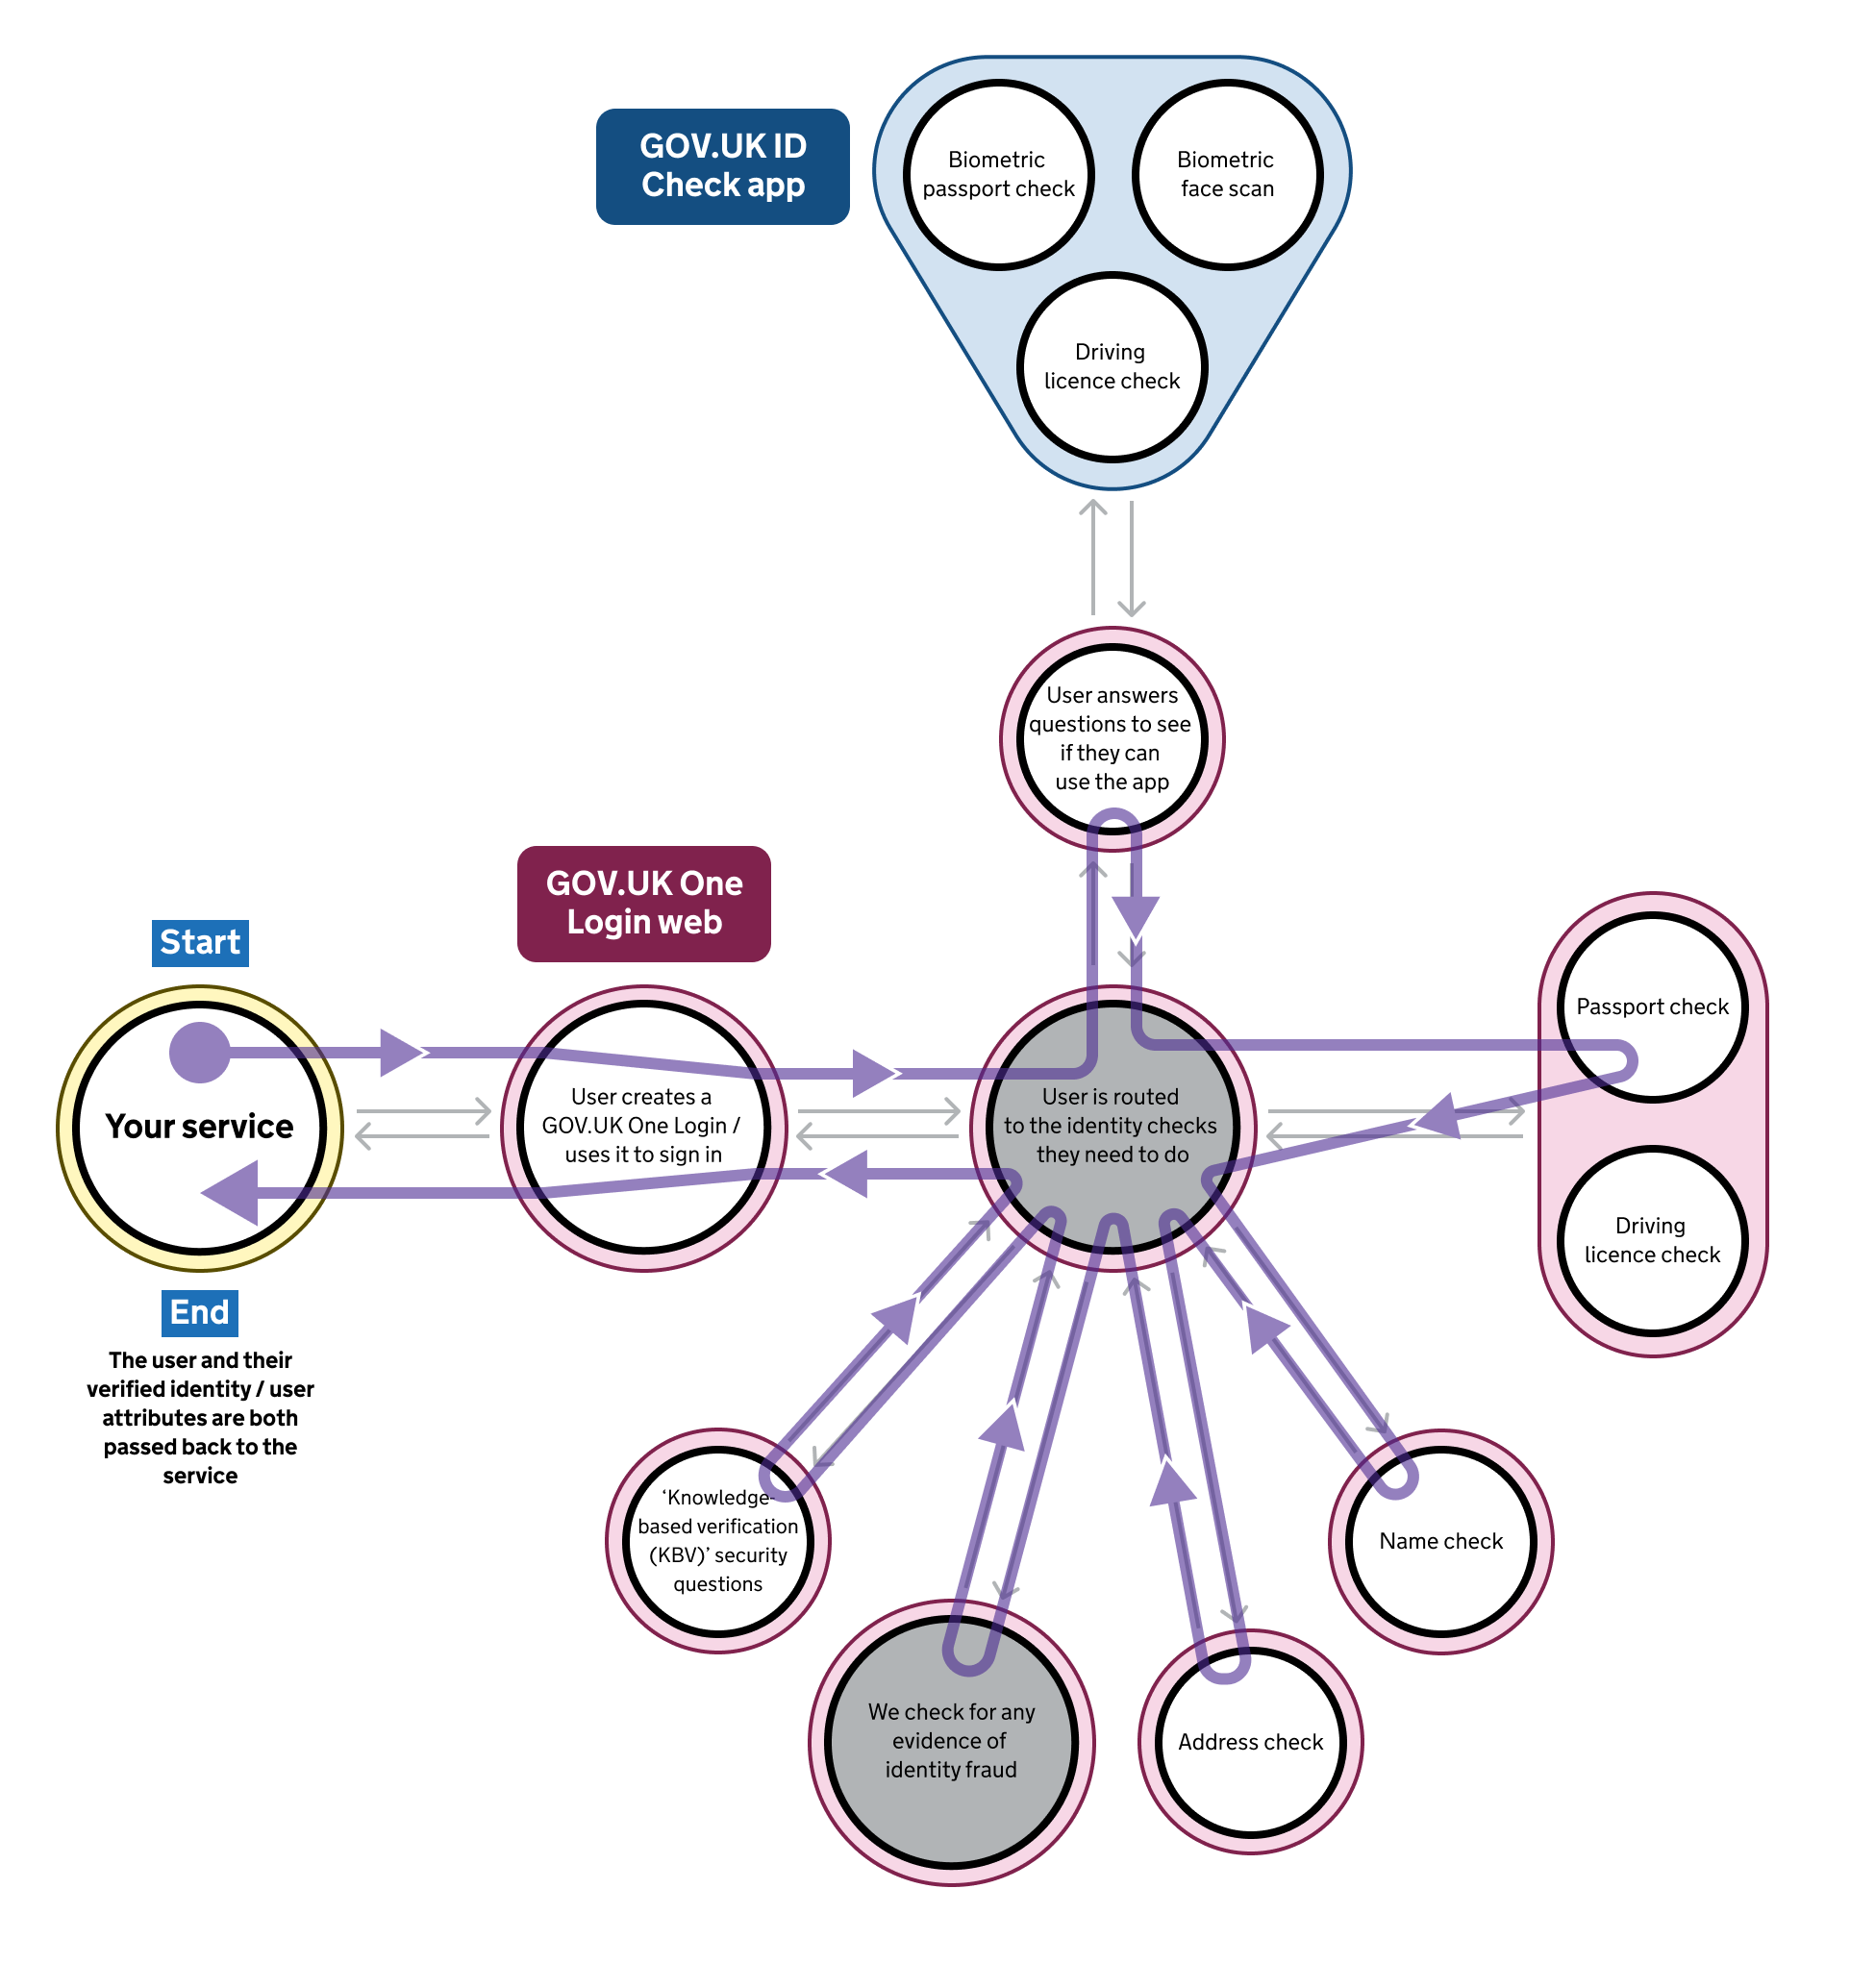 GOV.UK ID
Check app
Biometric
passport check
Biometric
face scan
Driving
licence check
User answers
questions to see
if they can
use the app
GOV.UK One
Login web
Start
Your service
User creates a
GOV.UK One Login /
uses it to sign in
User is routed
to the identity checks
they need to do
Passport check
Driving
licence check
End
The user and their
verified identity / user
attributes are both
passed back to the
service
‘Knowledge-
based verification
(KBV)’ security
questions
We check for any
evidence of
identity fraud
Address check
Name check